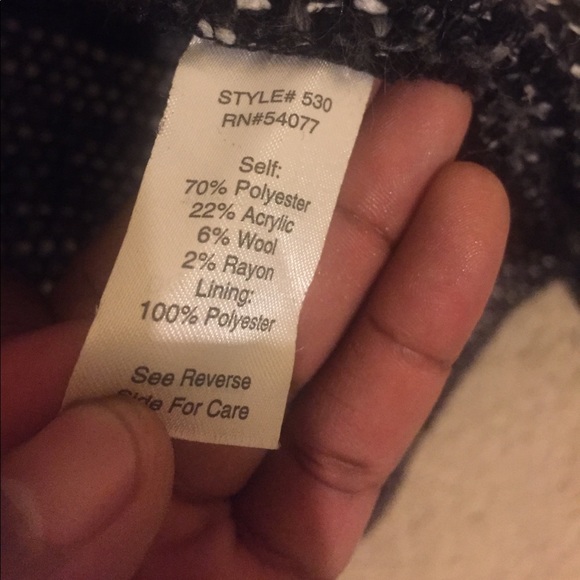 STYLE# 530
RN#54077
Self:
70% Polyester
22% Acrylic
6% Wool
2% Rayon
Lining:
100% Polyester
See Reverse
Side For Care